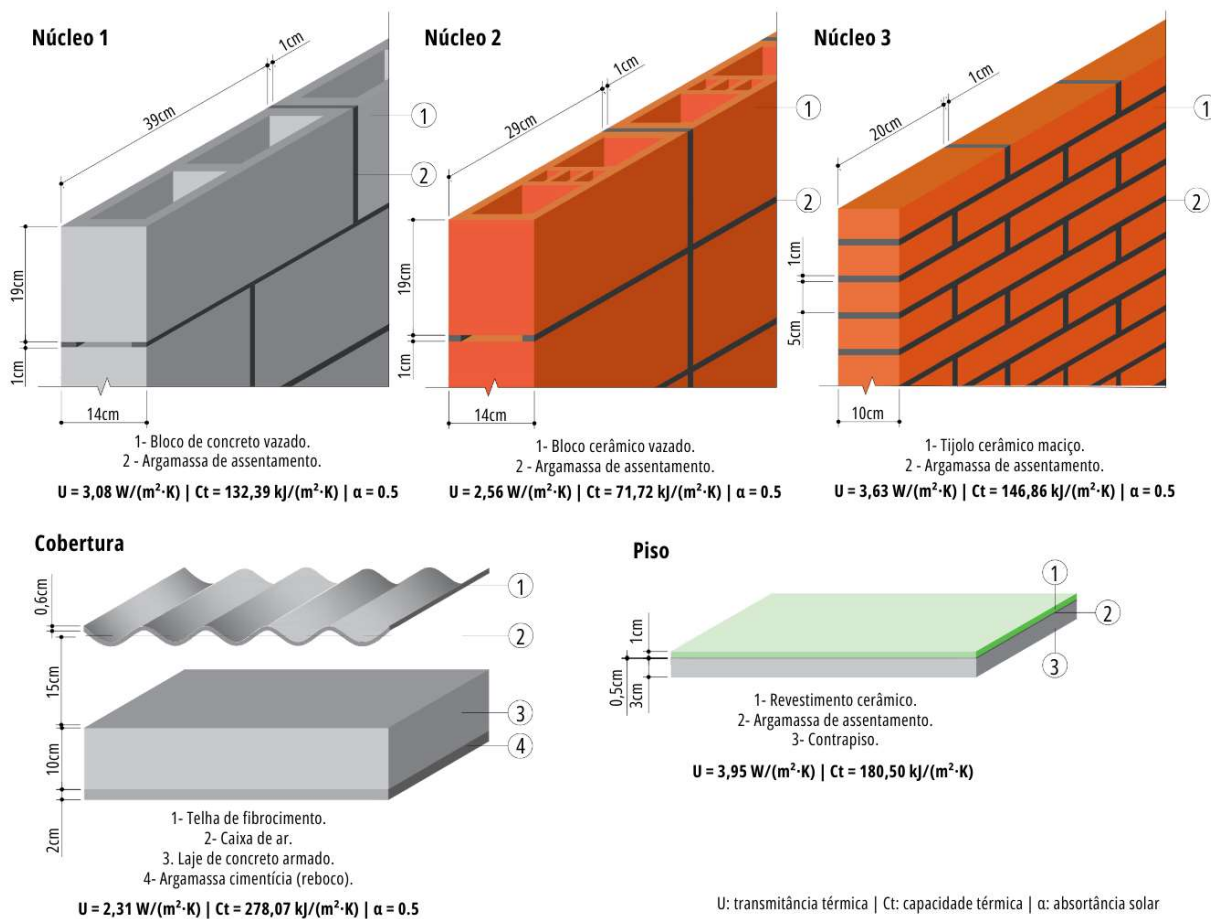 Núcleo 1
1cm
39cm
1
2
19cm
1cm
14cm
1- Bloco de concreto vazado.
2 - Argamassa de assentamento.
U = 3,08 W/(m²·K) | Ct = 132,39 kJ/(m²·K) | α = 0.5
Núcleo 2
1cm
29cm
1
2
19cm
1cm
14cm
1- Bloco cerâmico vazado.
2 - Argamassa de assentamento.
U = 2,56 W/(m²·K) | Ct = 71,72 kJ/(m²·K) | α = 0.5
Núcleo 3
1cm
20cm
1
2
1cm
5cm
10cm
1- Tijolo cerâmico maciço.
2 - Argamassa de assentamento.
U = 3,63 W/(m²·K) | Ct = 146,86 kJ/(m²·K) | α = 0.5
Cobertura
0,6cm
1
2
15cm
3
10cm
4
2cm
1- Telha de fibrocimento.
2- Caixa de ar.
3. Laje de concreto armado.
4- Argamassa cimentícia (reboco).
U = 2,31 W/(m²·K) | Ct = 278,07 kJ/(m²·K) | α = 0.5
Piso
1
2
3
1cm
0,5cm
3cm
1- Revestimento cerâmico.
2- Argamassa de assentamento.
3- Contrapiso.
U = 3,95 W/(m²·K) | Ct = 180,50 kJ/(m²·K)
U: transmitância térmica | Ct: capacidade térmica | α: absortância solar